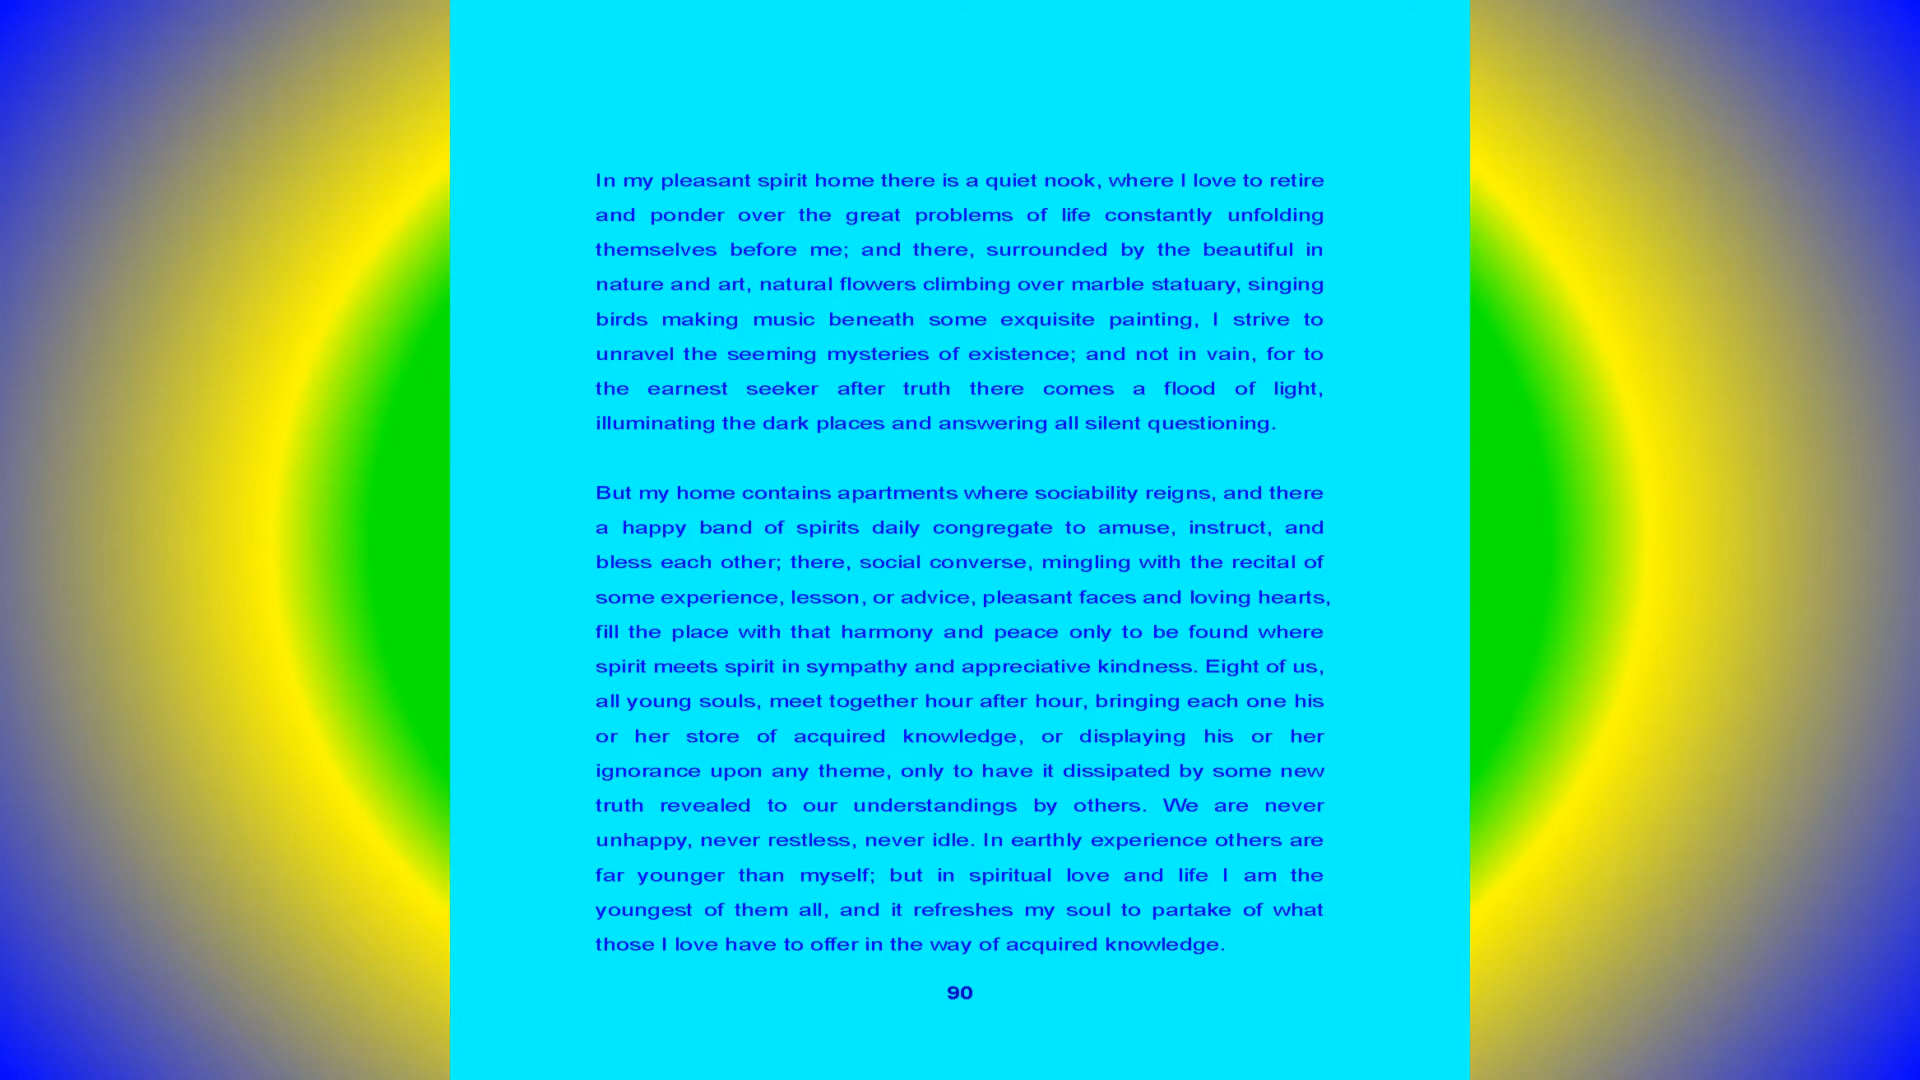 In my pleasant spirit home there is a quiet nook, where I love to retire
and ponder over the great problems of life constantly unfolding
themselves before me; and there, surrounded by the beautiful in
nature and art, natural flowers climbing over marble statuary, singing
birds making music beneath some exquisite painting, I strive to
unravel the seeming mysteries of existence; and not in vain, for to
the earnest seeker after truth there comes a flood of light,
illuminating the dark places and answering all silent questioning.
But my home contains apartments where sociability reigns, and there
a happy band of spirits daily congregate to amuse, instruct, and
bless each other; there, social converse, mingling with the recital of
some experience, lesson, or advice, pleasant faces and loving hearts,
fill the place with that harmony and peace only to be found where
spirit meets spirit in sympathy and appreciative kindness. Eight of us,
all young souls, meet together hour after hour, bringing each one his
or her store of acquired knowledge, or displaying his or her
ignorance upon any theme, only to have it dissipated by some new
truth revealed to our understandings by others. We are never
unhappy, never restless, never idle. In earthly experience others are
far younger than myself; but in spiritual love and life I am the
youngest of them all, and it refreshes my soul to partake of what
those I love have to offer in the way of acquired knowledge.
90